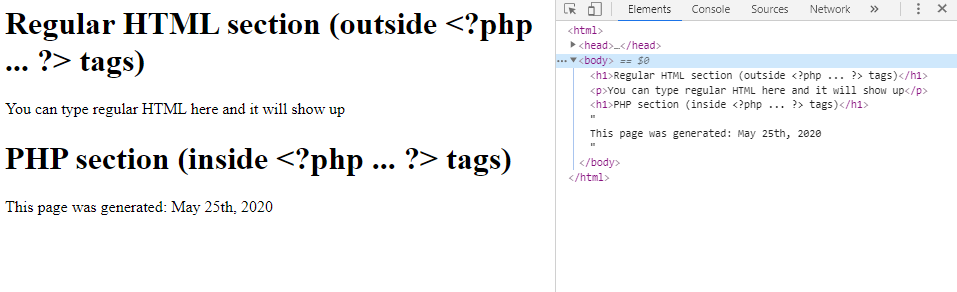 Regular HTML section (outside <?php
... ?> tags)
You can type regular HTML here and it will show up
PHP section (inside <?php ... ?> tags)
This page was generated: May 25th, 2020
Elements Console Sources Network »
<html>
<head>…</head>
<body> == $0
<h1>Regular HTML section (outside <?php ... ?> tags)</h1>
<p>You can type regular HTML here and it will show up</p>
<h1>PHP section (inside <?php ... ?> tags)</h1>
"
This page was generated: May 25th, 2020
"
</body>
</html>